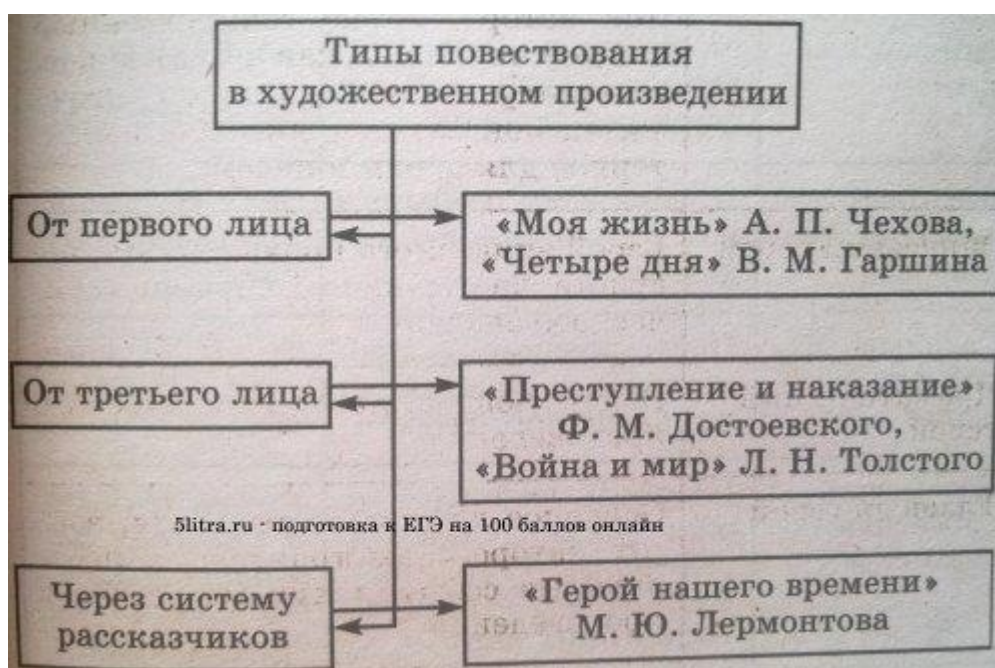 Типы повествования
в художественном произведении
От первого лица
«Моя жизнь» А. П. Чехова,
«Четыре дня» В. М. Гаршина
От третьего лица
«Преступление и наказание»
Ф. М. Достоевского,
«Война и мир» Л. Н. Толстого
5litra.ru - подготовка к ЕГЭ на 100 баллов онлайн
Через систему
рассказчиков
«Герой нашего времени»
М. Ю. Лермонтова